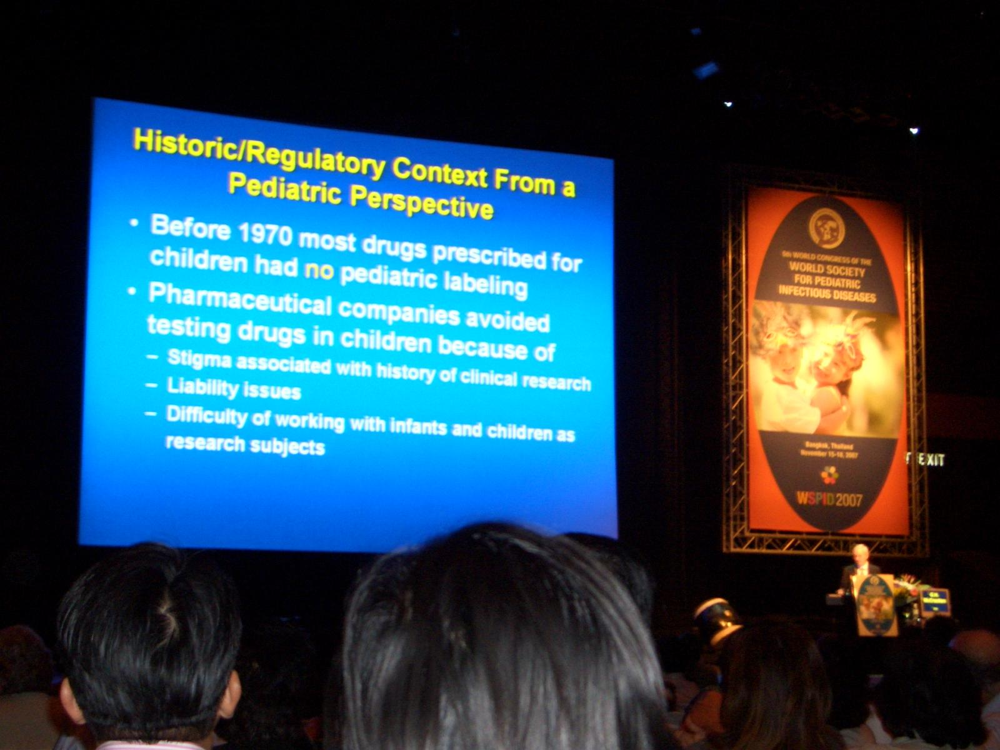 Historic/Regulatory Context From a
Pediatric Perspective
• Before 1970 most drugs prescribed for
children had no pediatric labeling
• Pharmaceutical companies avoided
testing drugs in children because of
– Stigma associated with history of clinical research
– Liability issues
– Difficulty of working with infants and children as
research subjects
5th WORLD CONGRESS OF THE
WORLD SOCIETY
FOR PEDIATRIC
INFECTIOUS DISEASES
Bangkok, Thailand
November 15-18, 2007
WSPID 2007
EXIT